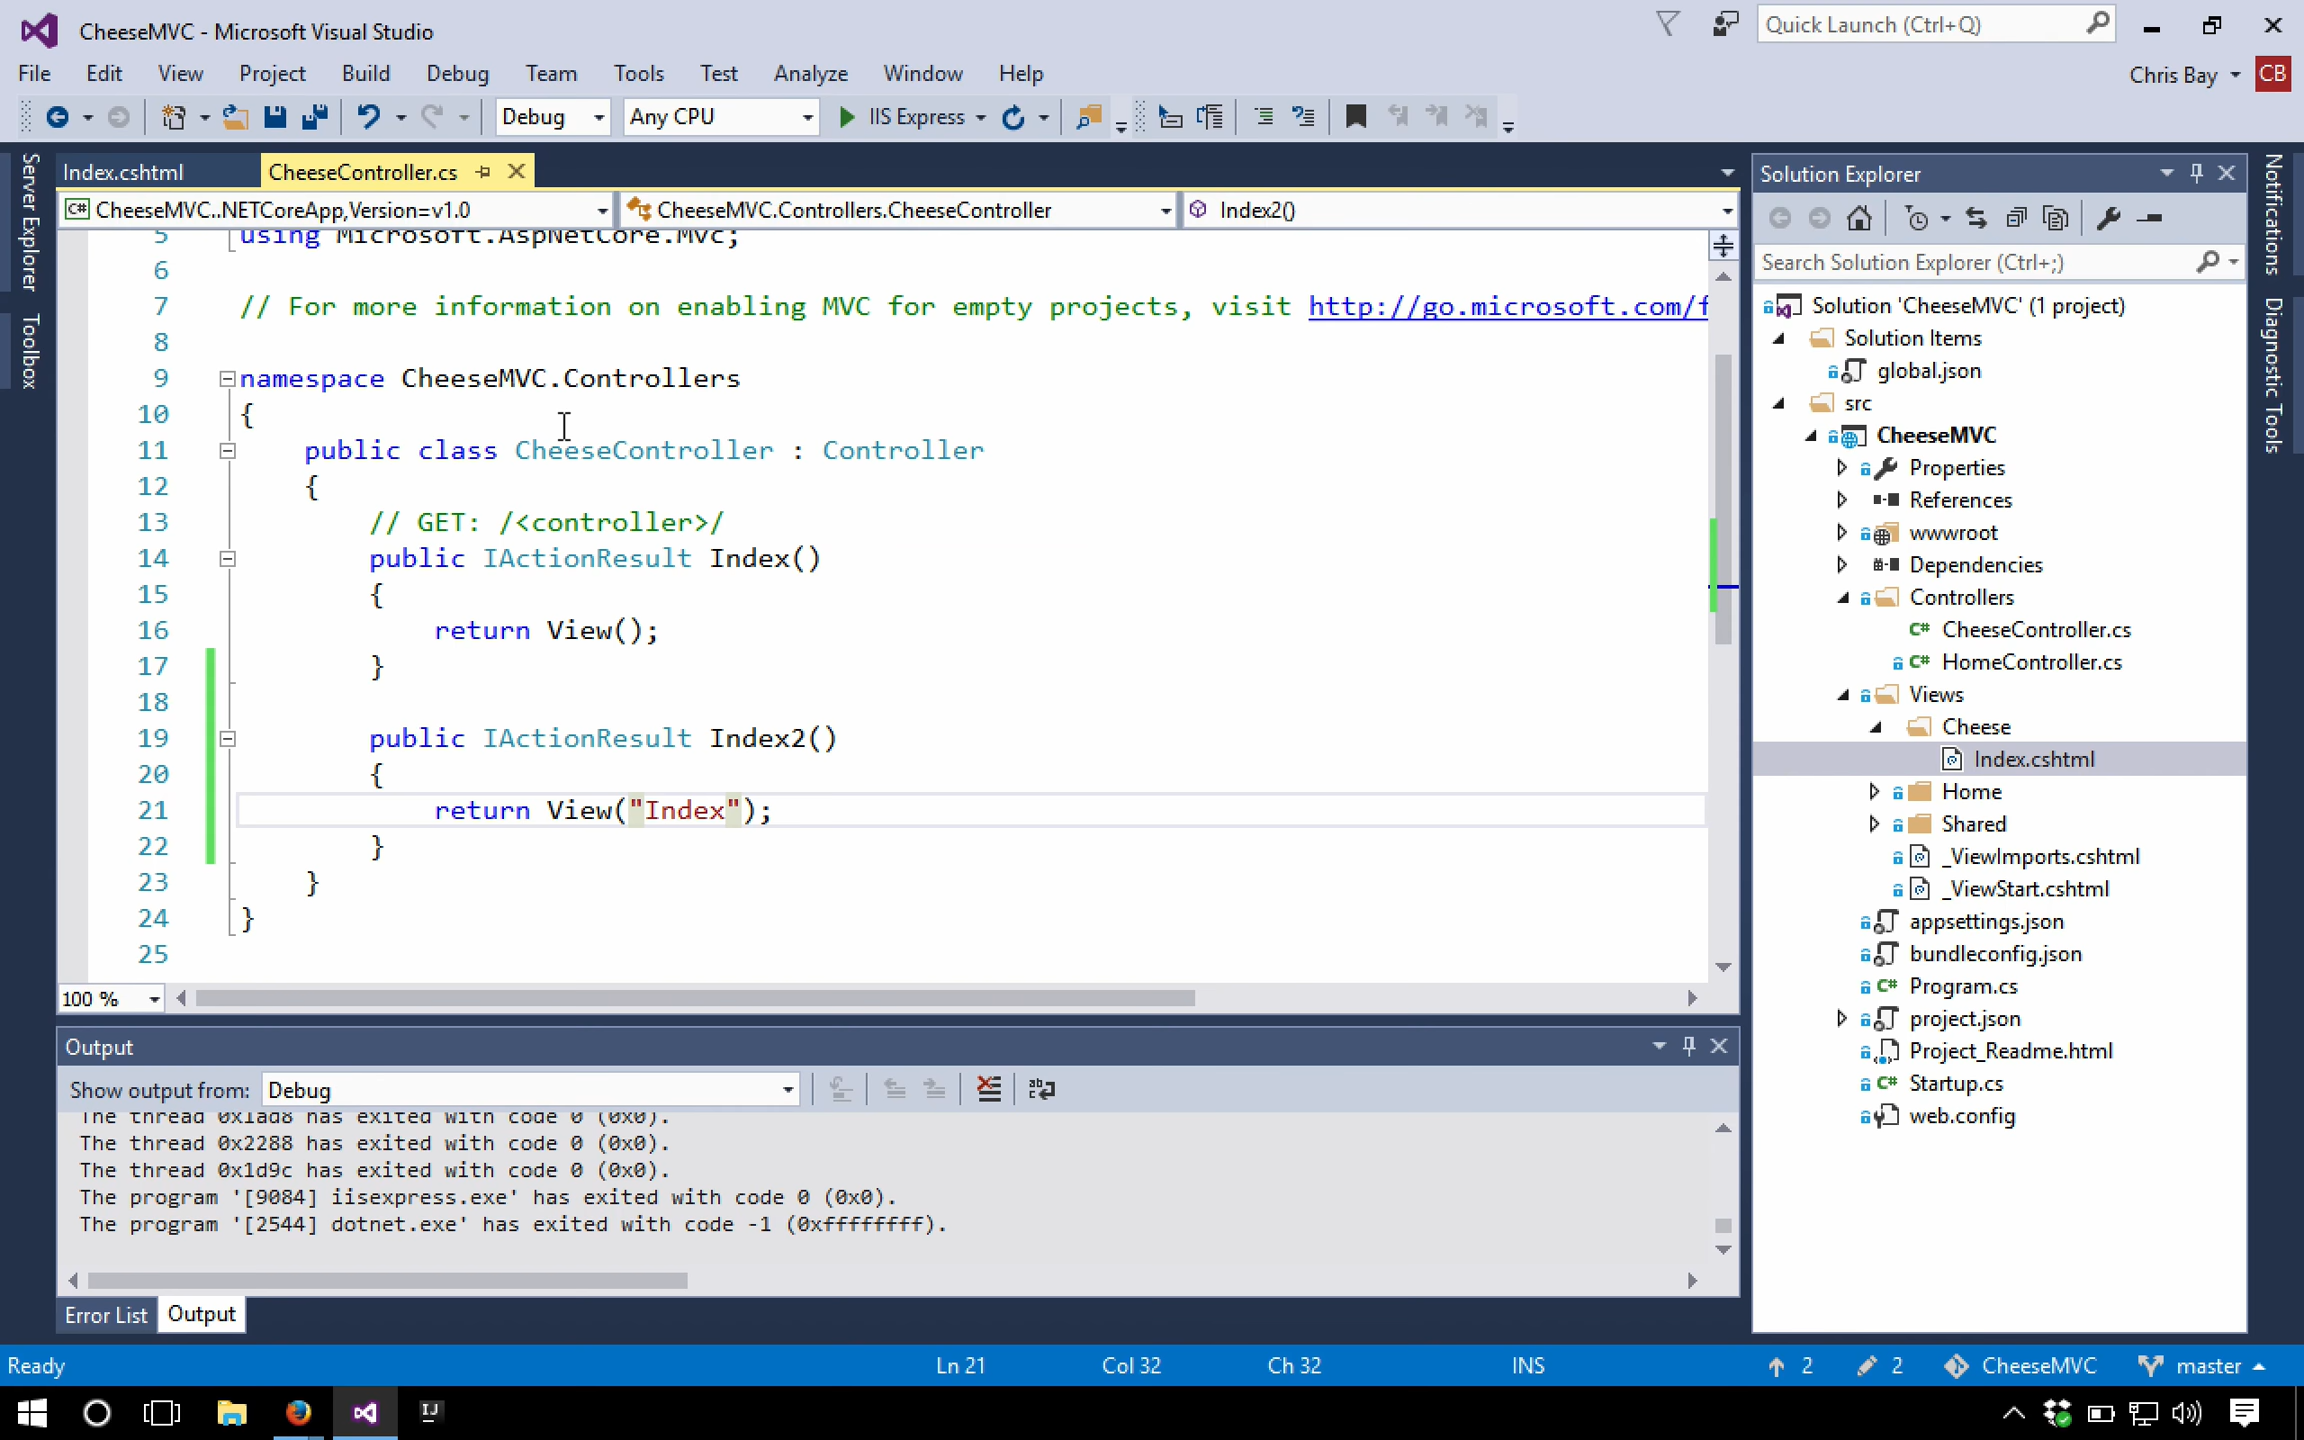 CheeseMVC - Microsoft Visual Studio
Quick Launch (Ctrl+Q)
File Edit View Project Build Debug Team Tools Test Analyze Window Help
Chris Bay CB
Debug Any CPU IIS Express
Server Explorer
Toolbox
Index.cshtml CheeseController.cs
C# CheeseMVC..NETCoreApp,Version=v1.0 CheeseMVC.Controllers.CheeseController Index2()
5 using Microsoft.AspNetCore.Mvc;
6
7 // For more information on enabling MVC for empty projects, visit http://go.microsoft.com/f
8
9 namespace CheeseMVC.Controllers
10 {
11 public class CheeseController : Controller
12 {
13 // GET: /<controller>/
14 public IActionResult Index()
15 {
16 return View();
17 }
18
19 public IActionResult Index2()
20 {
21 return View("Index");
22 }
23 }
24 }
25
100 %
Output
Show output from: Debug
The thread 0x1ad8 has exited with code 0 (0x0).
The thread 0x2288 has exited with code 0 (0x0).
The thread 0x1d9c has exited with code 0 (0x0).
The program '[9084] iisexpress.exe' has exited with code 0 (0x0).
The program '[2544] dotnet.exe' has exited with code -1 (0xffffffff).
Error List Output
Solution Explorer
Search Solution Explorer (Ctrl+;)
Solution 'CheeseMVC' (1 project)
Solution Items
global.json
src
CheeseMVC
Properties
References
wwwroot
Dependencies
Controllers
C# CheeseController.cs
C# HomeController.cs
Views
Cheese
Index.cshtml
Home
Shared
_ViewImports.cshtml
_ViewStart.cshtml
appsettings.json
bundleconfig.json
C# Program.cs
project.json
Project_Readme.html
C# Startup.cs
web.config
Notifications
Diagnostic Tools
Ready Ln 21 Col 32 Ch 32 INS 2 2 CheeseMVC master
IJ